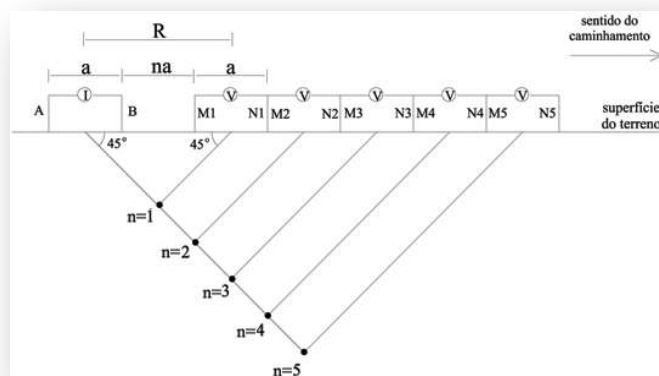 R
sentido do
caminhamento
a na a
I V V V V V
A B M1 N1 M2 N2 M3 N3 M4 N4 M5 N5
superfície
do terreno
45° 45°
n=1
n=2
n=3
n=4
n=5